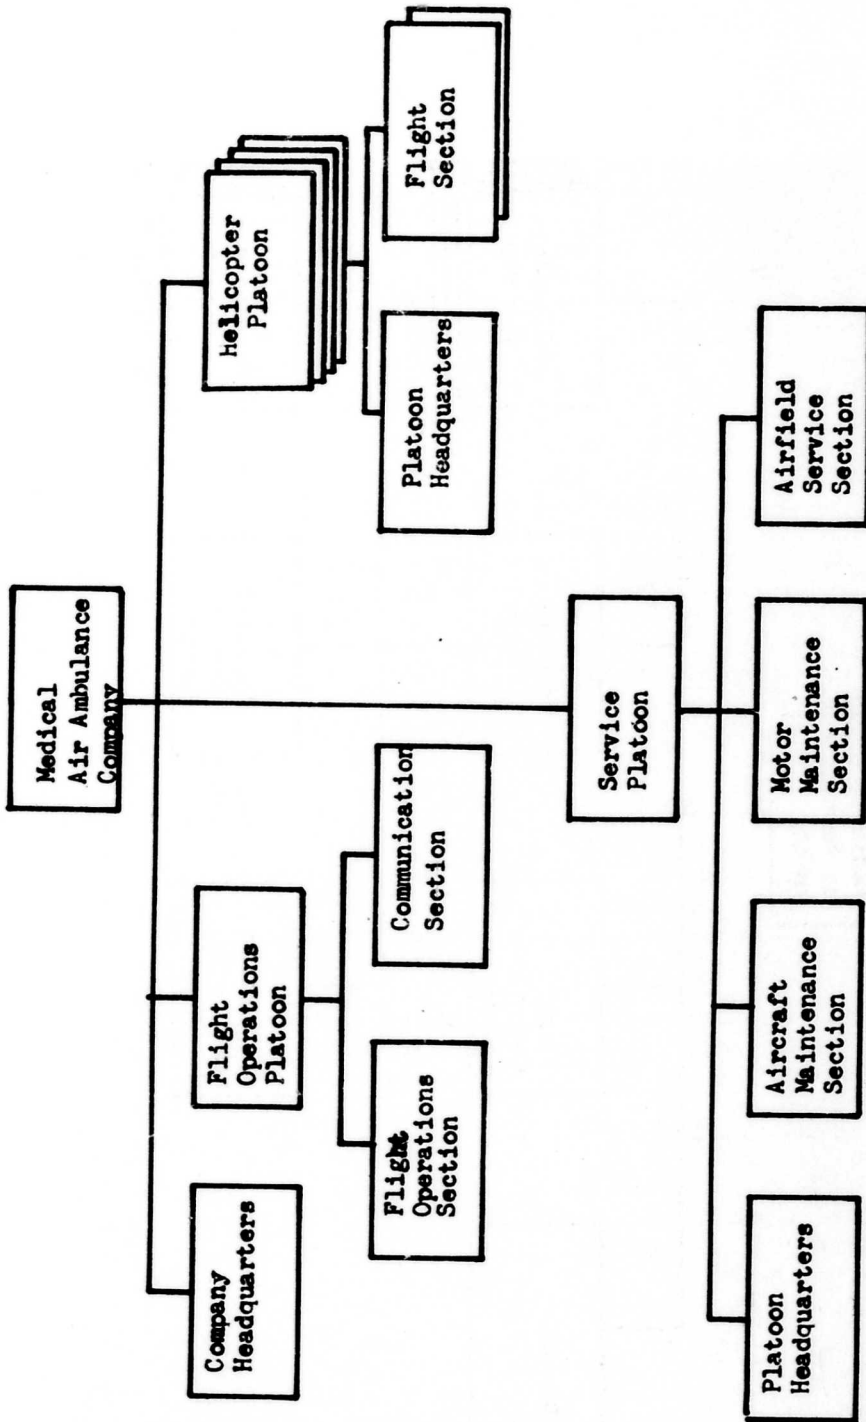 Medical
Air Ambulance
Company
Company
Headquarters
Flight
Operations
Platoon
Helicopter
Platoon
Flight
Operations
Section
Communication
Section
Platoon
Headquarters
Flight
Section
Service
Platoon
Platoon
Headquarters
Aircraft
Maintenance
Section
Motor
Maintenance
Section
Airfield
Service
Section